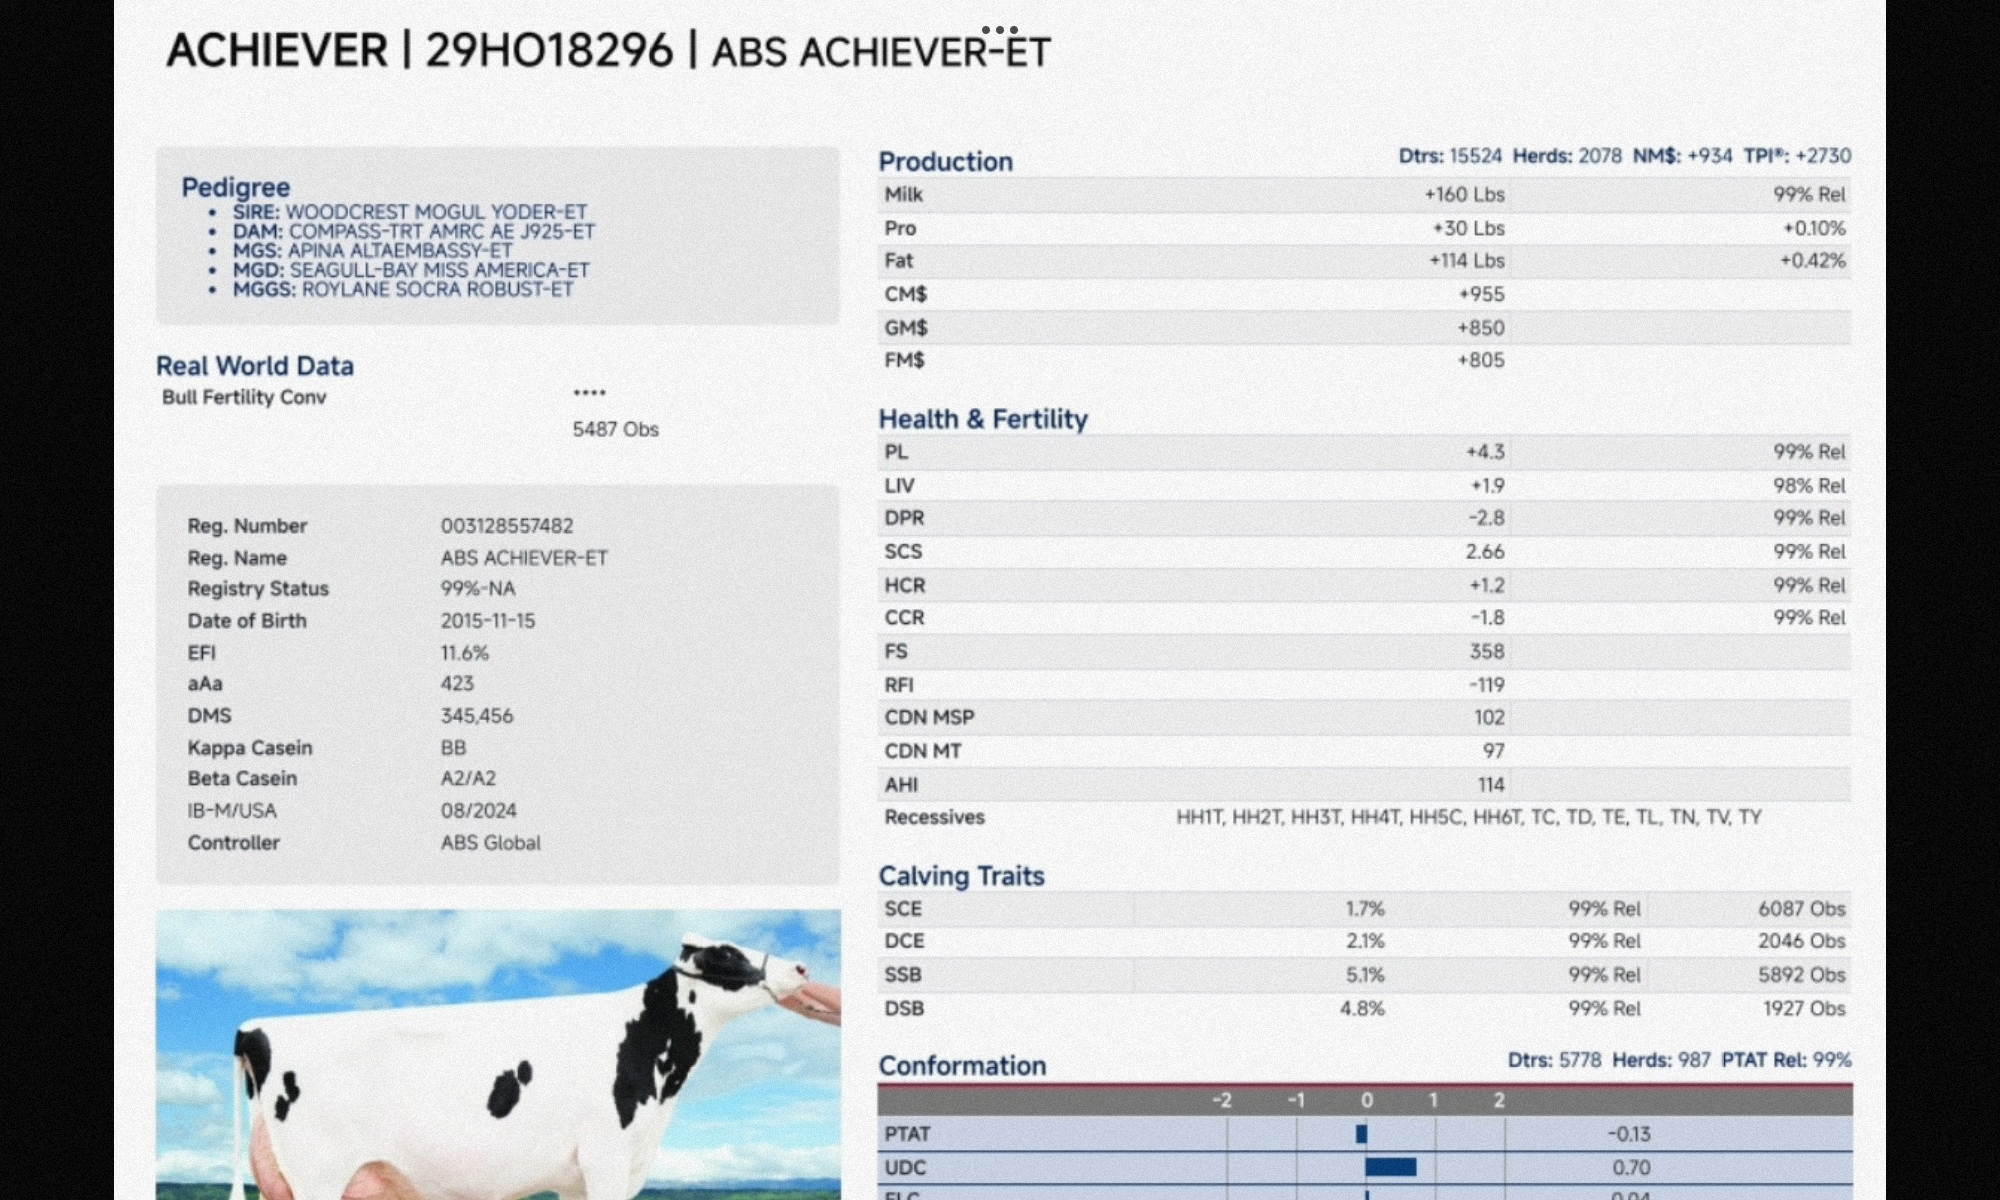 ACHIEVER | 29HO18296 | ABS ACHIEVER-ET
Pedigree
• SIRE: WOODCREST MOGUL YODER-ET
• DAM: COMPASS-TRT AMRC AE J925-ET
• MGS: APINA ALTAEMBASSY-ET
• MGD: SEAGULL-BAY MISS AMERICA-ET
• MGGS: ROYLANE SOCRA ROBUST-ET
Real World Data
Bull Fertility Conv ••••
5487 Obs
Reg. Number 003128557482
Reg. Name ABS ACHIEVER-ET
Registry Status 99%-NA
Date of Birth 2015-11-15
EFI 11.6%
aAa 423
DMS 345,456
Kappa Casein BB
Beta Casein A2/A2
IB-M/USA 08/2024
Controller ABS Global
Production Dtrs: 15524 Herds: 2078 NM$: +934 TPI®: +2730
Milk +160 Lbs 99% Rel
Pro +30 Lbs +0.10%
Fat +114 Lbs +0.42%
CM$ +955
GM$ +850
FM$ +805
Health & Fertility
PL +4.3 99% Rel
LIV +1.9 98% Rel
DPR -2.8 99% Rel
SCS 2.66 99% Rel
HCR +1.2 99% Rel
CCR -1.8 99% Rel
FS 358
RFI -119
CDN MSP 102
CDN MT 97
AHI 114
Recessives HH1T, HH2T, HH3T, HH4T, HH5C, HH6T, TC, TD, TE, TL, TN, TV, TY
Calving Traits
SCE 1.7% 99% Rel 6087 Obs
DCE 2.1% 99% Rel 2046 Obs
SSB 5.1% 99% Rel 5892 Obs
DSB 4.8% 99% Rel 1927 Obs
Conformation Dtrs: 5778 Herds: 987 PTAT Rel: 99%
-2 -1 0 1 2
PTAT -0.13
UDC 0.70